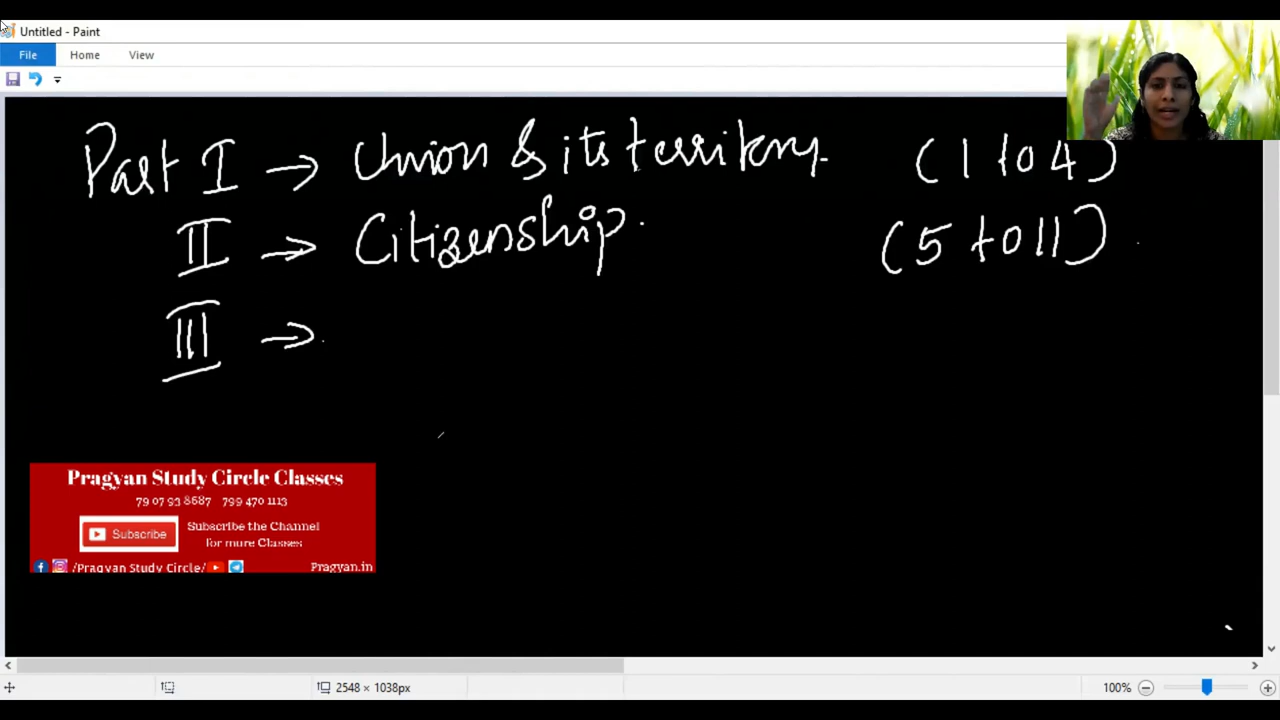 Untitled - Paint
File Home View
Part I → Union & its territory. (1 to 4)
II → Citizenship. (5 to 11)
III →
Pragyan Study Circle Classes
79 07 93 8687 799 470 1113
Subscribe
Subscribe the Channel
for more Classes
/Pragyan Study Circle/
Pragyan.in
2548 × 1038px
100%